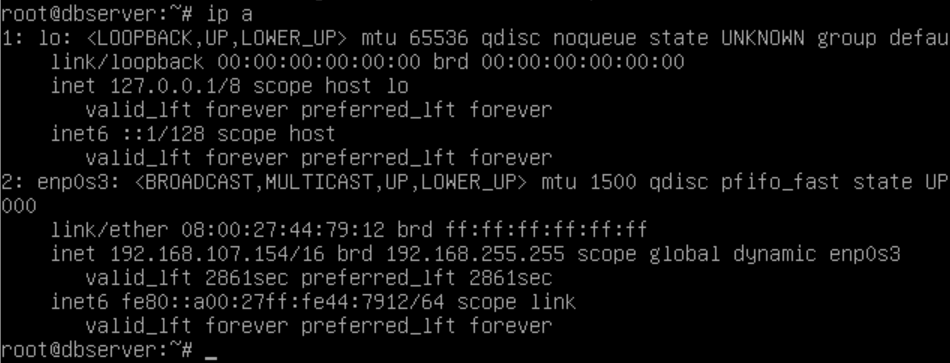 root@dbserver:~# ip a
1: lo: <LOOPBACK,UP,LOWER_UP> mtu 65536 qdisc noqueue state UNKNOWN group defau
    link/loopback 00:00:00:00:00:00 brd 00:00:00:00:00:00
    inet 127.0.0.1/8 scope host lo
       valid_lft forever preferred_lft forever
    inet6 ::1/128 scope host
       valid_lft forever preferred_lft forever
2: enp0s3: <BROADCAST,MULTICAST,UP,LOWER_UP> mtu 1500 qdisc pfifo_fast state UP
000
    link/ether 08:00:27:44:79:12 brd ff:ff:ff:ff:ff:ff
    inet 192.168.107.154/16 brd 192.168.255.255 scope global dynamic enp0s3
       valid_lft 2861sec preferred_lft 2861sec
    inet6 fe80::a00:27ff:fe44:7912/64 scope link
       valid_lft forever preferred_lft forever
root@dbserver:~# _